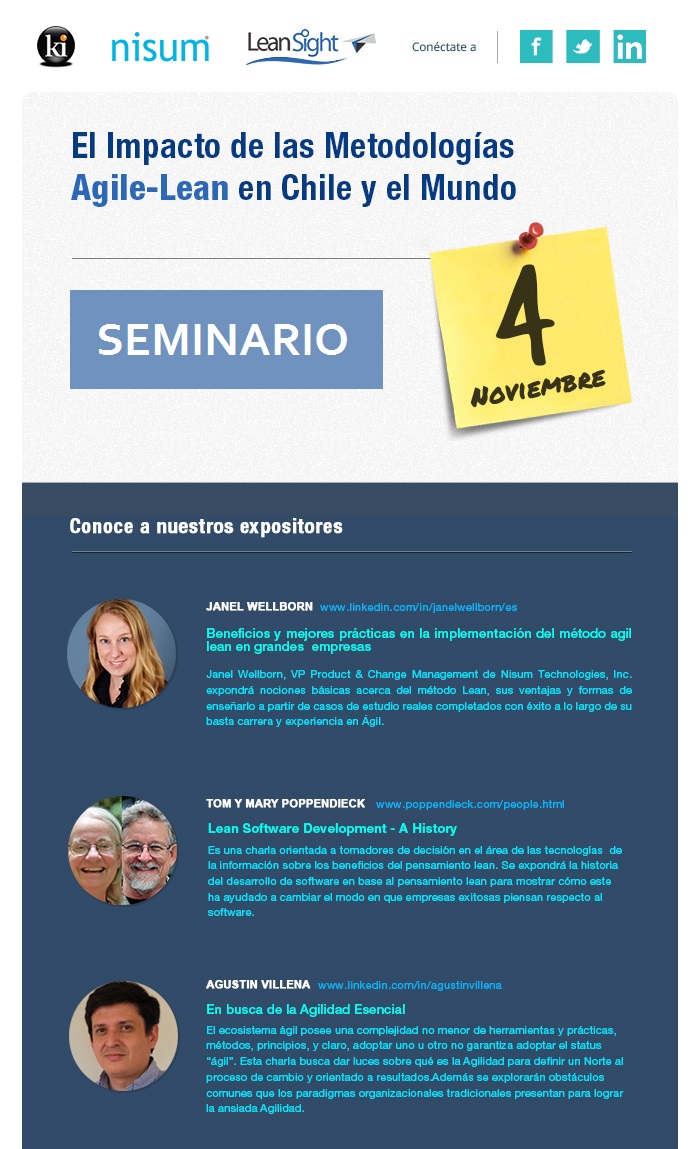 ki
nisum
LeanSight
Conéctate a
f
in
El Impacto de las Metodologías
Agile-Lean en Chile y el Mundo
SEMINARIO
4
NOVIEMBRE
Conoce a nuestros expositores
JANEL WELLBORN www.linkedin.com/in/janelwellborn/es
Beneficios y mejores prácticas en la implementación del método agil
lean en grandes empresas
Janel Wellborn, VP Product & Change Management de Nisum Technologies, Inc.
expondrá nociones básicas acerca del método Lean, sus ventajas y formas de
enseñarlo a partir de casos de estudio reales completados con éxito a lo largo de su
basta carrera y experiencia en Ágil.
TOM Y MARY POPPENDIECK www.poppendieck.com/people.html
Lean Software Development - A History
Es una charla orientada a tomadores de decisión en el área de las tecnologías de
la información sobre los beneficios del pensamiento lean. Se expondrá la historia
del desarrollo de software en base al pensamiento lean para mostrar cómo este
ha ayudado a cambiar el modo en que empresas exitosas piensan respecto al
software.
AGUSTIN VILLENA www.linkedin.com/in/agustinvillena
En busca de la Agilidad Esencial
El ecosistema ágil posee una complejidad no menor de herramientas y prácticas,
métodos, principios, y claro, adoptar uno u otro no garantiza adoptar el status
“ágil”. Esta charla busca dar luces sobre qué es la Agilidad para definir un Norte al
proceso de cambio y orientado a resultados.Además se explorarán obstáculos
comunes que los paradigmas organizacionales tradicionales presentan para lograr
la ansiada Agilidad.